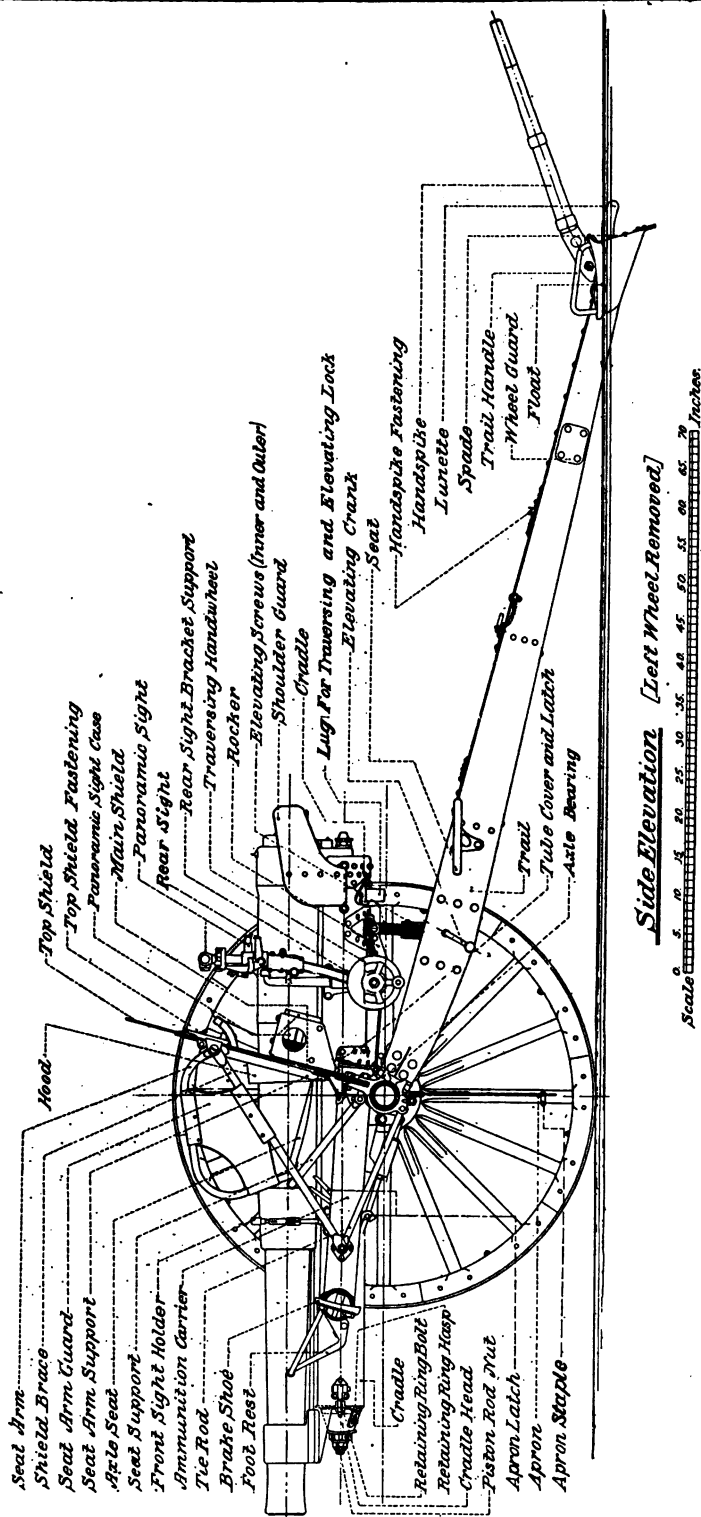 Seat Arm
Shield Brace
Seat Arm Guard
Seat Arm Support
Axle Seat
Seat Support
Front Sight Holder
Ammunition Carrier
Tie Rod
Brake Shoe
Foot Rest
Hood
Top Shield
Top Shield Fastening
Panoramic Sight Case
Main Shield
Panoramic Sight
Rear Sight
Rear Sight Bracket Support
Traversing Handwheel
Rocker
Elevating Screws (Inner and Outer)
Shoulder Guard
Cradle
Lug For Traversing and Elevating Lock
Elevating Crank
Seat
Handspike Fastening
Handspike
Lunette
Spade
Trail Handle
Wheel Guard
Float
Cradle
Retaining Ring Bolt
Retaining Ring Hasp
Cradle Head
Piston Rod Nut
Apron Latch
Apron
Apron Staple
Trail
Tube Cover and Latch
Axle Bearing
Side Elevation [Left Wheel Removed]
Scale 0. 5. 10. 15. 20. 25. 30. 35. 40. 45. 50. 55. 60. 65. 70 Inches.